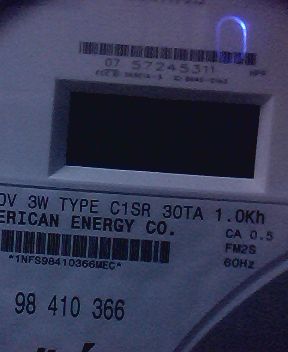 07 57245311
HPP
0V 3W TYPE C1SR 30TA 1.0Kh
ERICAN ENERGY CO.
CA 0.5
FM2S
60Hz
*1NFS98410366MEC*
98 410 366